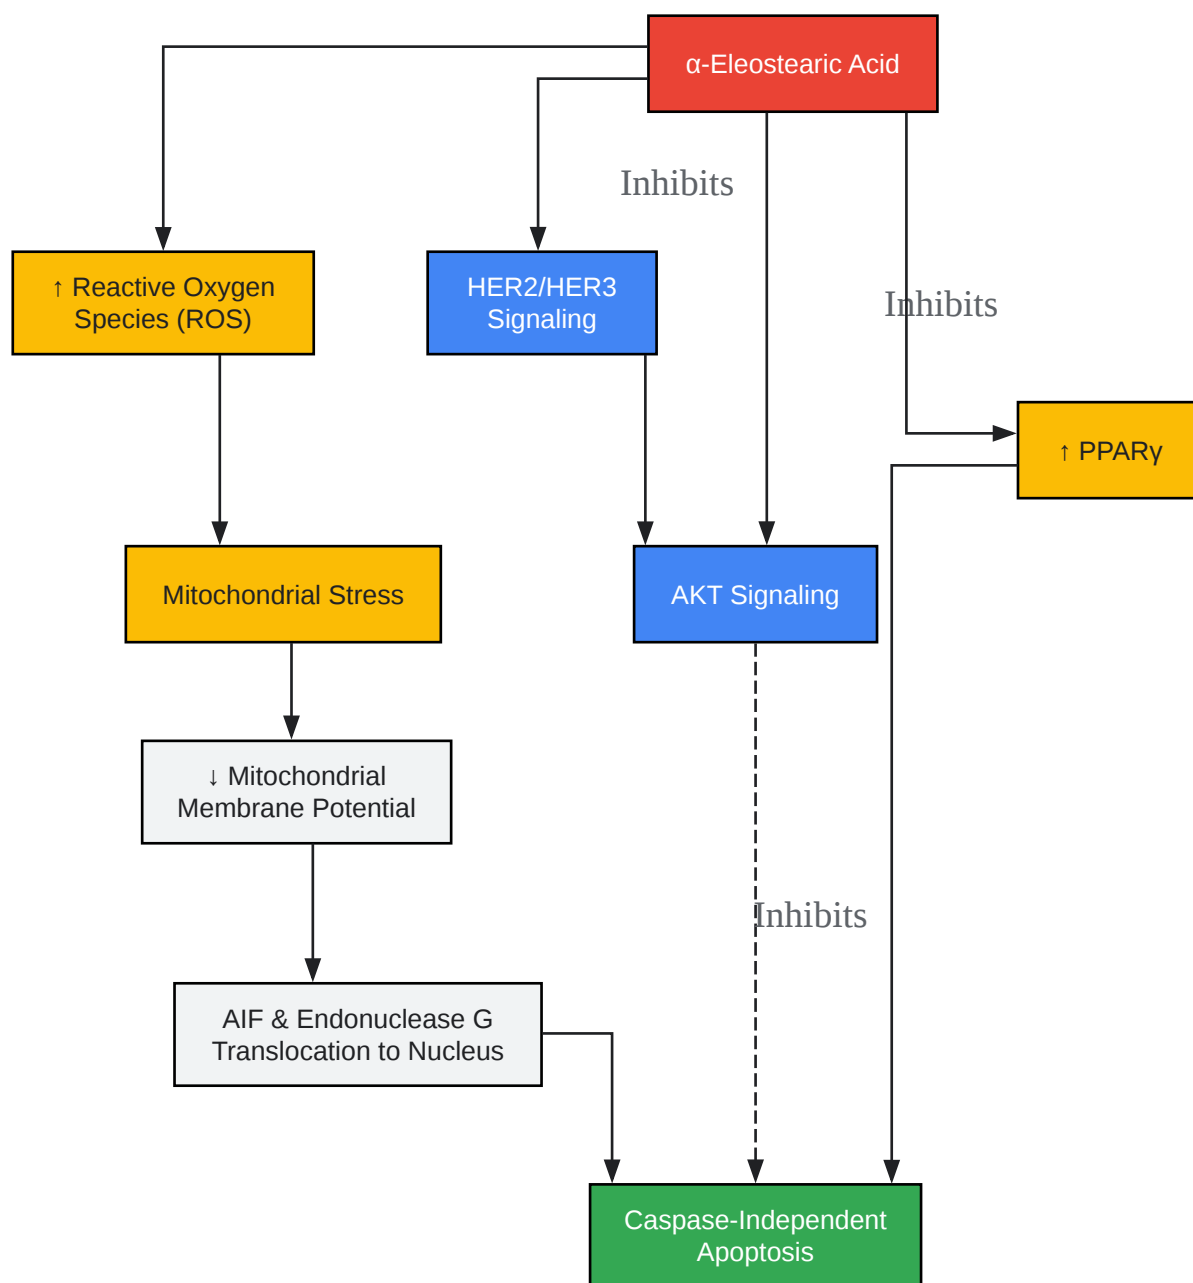 α-Eleostearic Acid
Inhibits
↑ Reactive Oxygen
Species (ROS)
HER2/HER3
Signaling
Inhibits
↑ PPARγ
Mitochondrial Stress
AKT Signaling
↓ Mitochondrial
Membrane Potential
Inhibits
AIF & Endonuclease G
Translocation to Nucleus
Caspase-Independent
Apoptosis